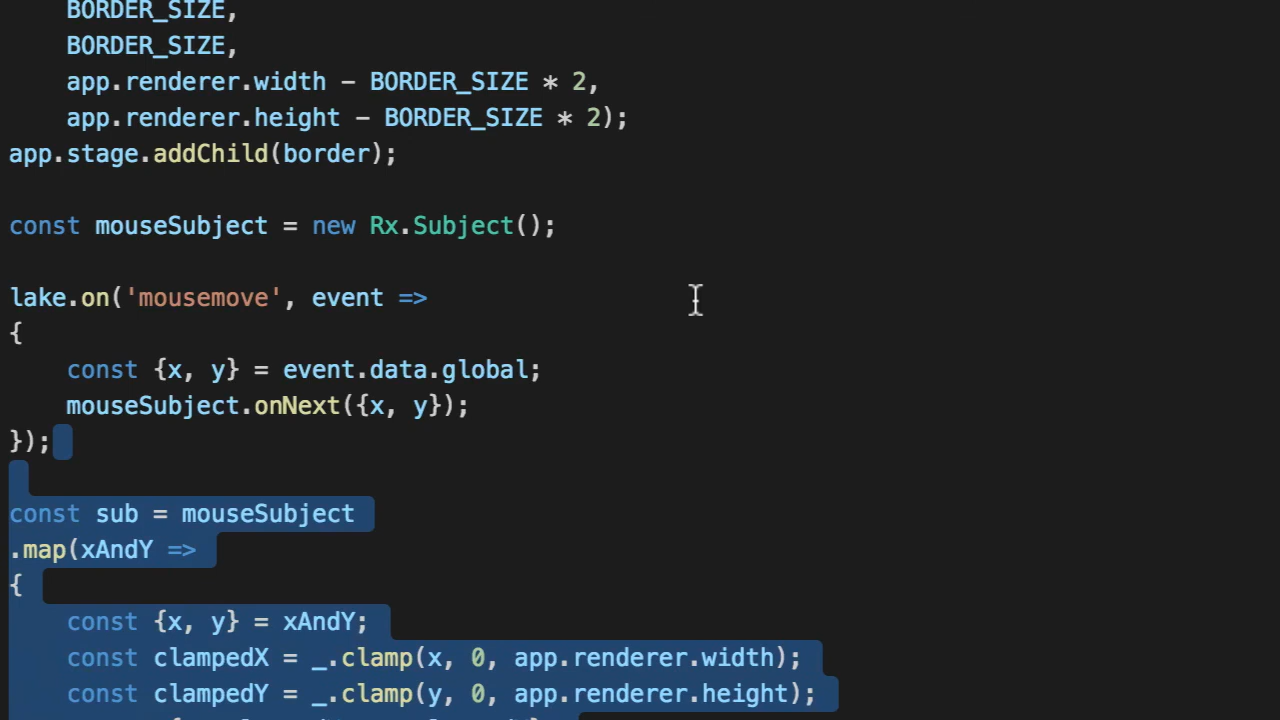 BORDER_SIZE,
BORDER_SIZE,
app.renderer.width - BORDER_SIZE * 2,
app.renderer.height - BORDER_SIZE * 2);
app.stage.addChild(border);
const mouseSubject = new Rx.Subject();
lake.on('mousemove', event =>
{
const {x, y} = event.data.global;
mouseSubject.onNext({x, y});
});
const sub = mouseSubject
.map(xAndY =>
{
const {x, y} = xAndY;
const clampedX = _.clamp(x, 0, app.renderer.width);
const clampedY = _.clamp(y, 0, app.renderer.height);